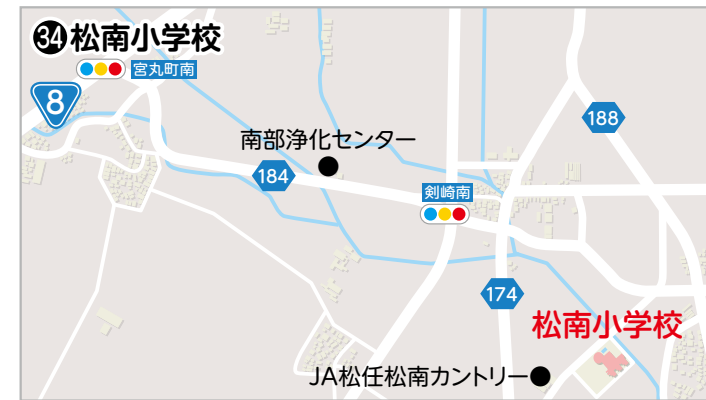 ㉞松南小学校
宮丸町南
8
南部浄化センター
188
184
剣崎南
174
松南小学校
JA松任松南カントリー